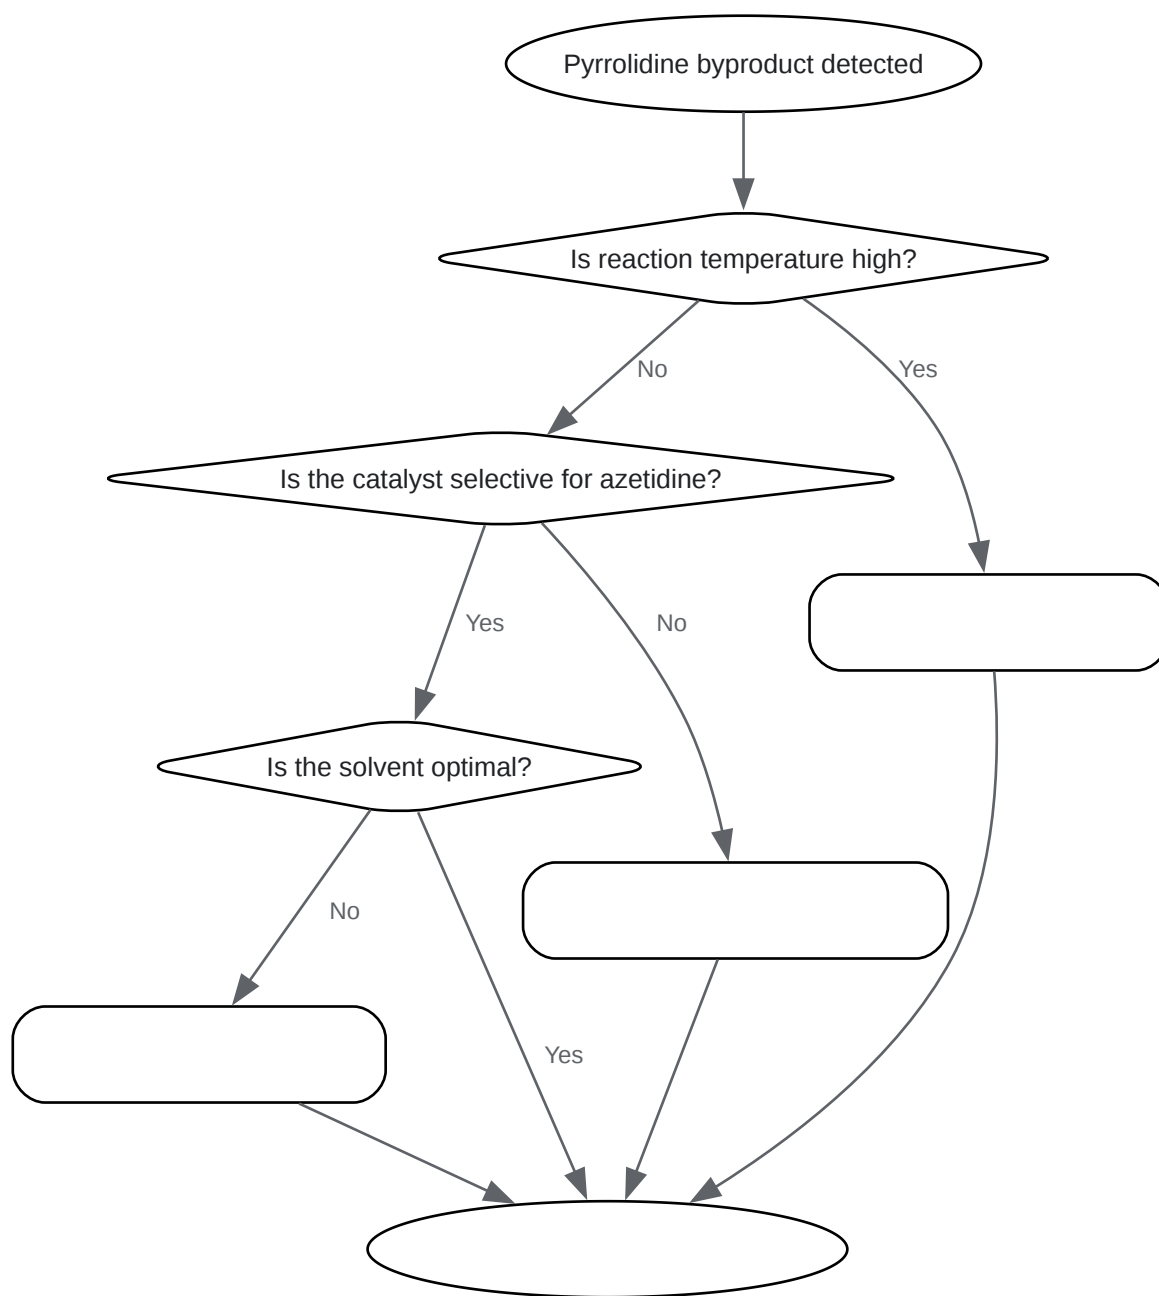 Pyrrolidine byproduct detected
Is reaction temperature high?
No
Yes
Is the catalyst selective for azetidine?
Yes
No
Is the solvent optimal?
No
Yes